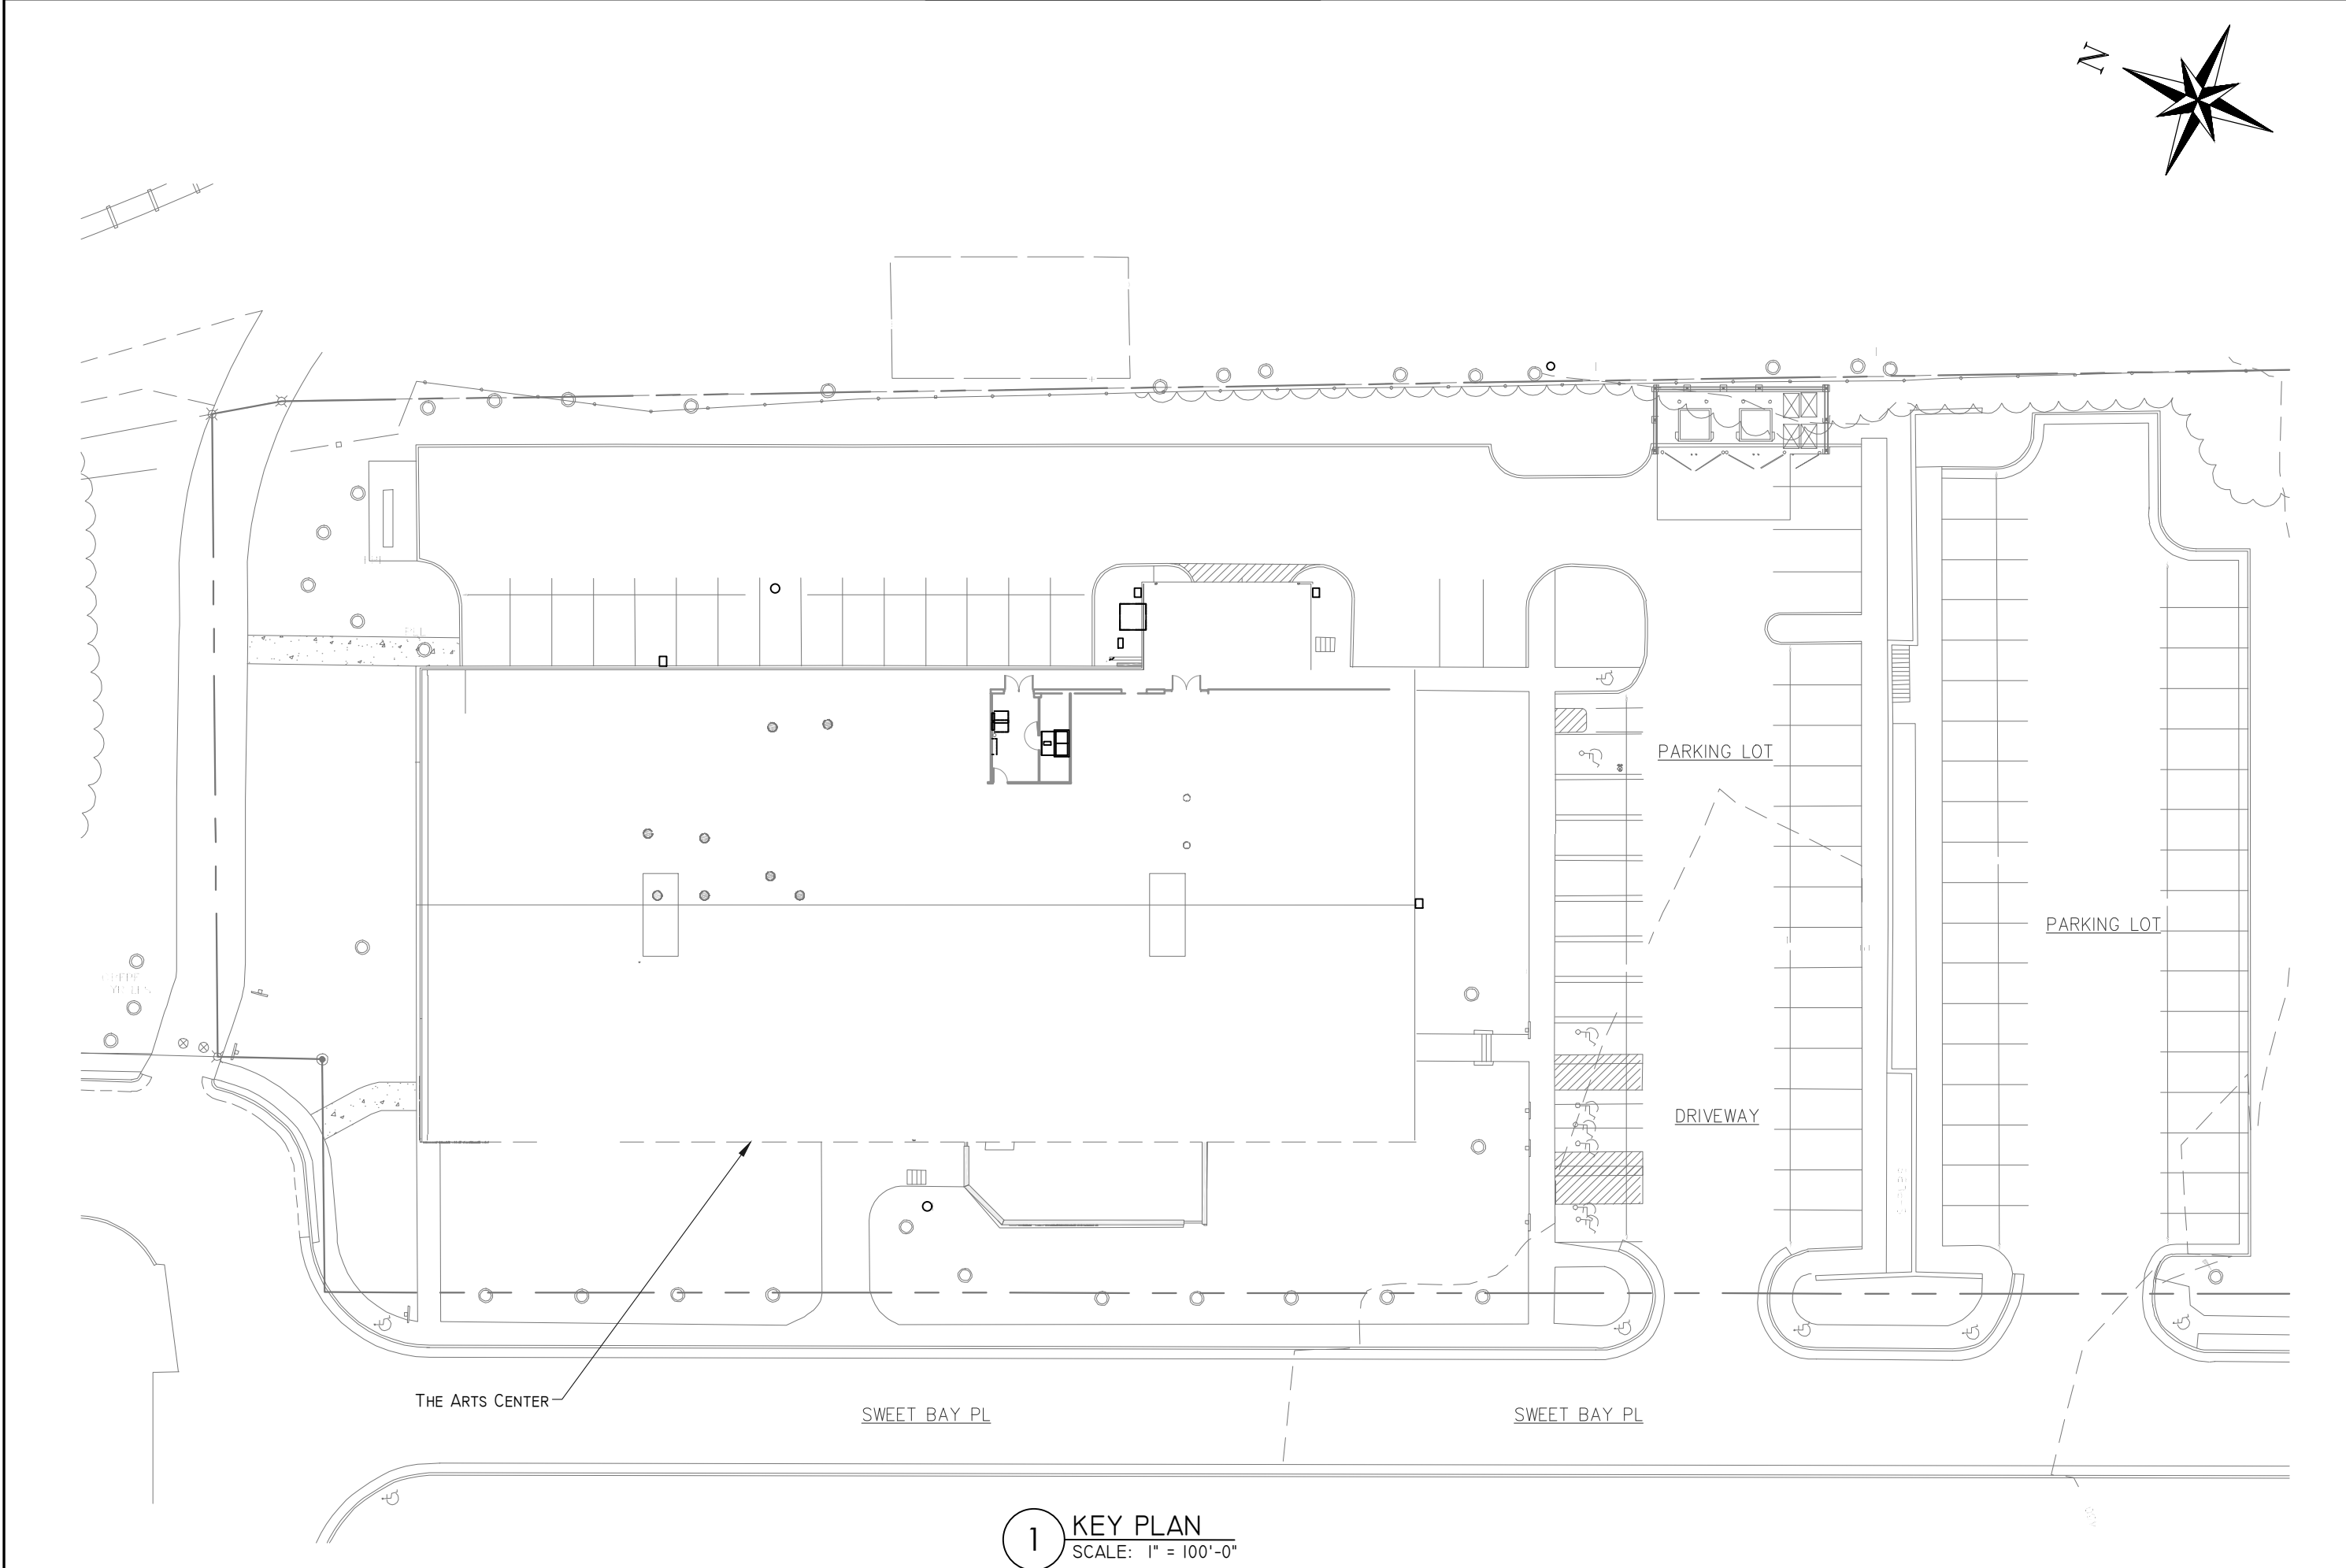 N
PARKING LOT
PARKING LOT
DRIVEWAY
THE ARTS CENTER
SWEET BAY PL
SWEET BAY PL
1
KEY PLAN
SCALE: 1" = 100'-0"